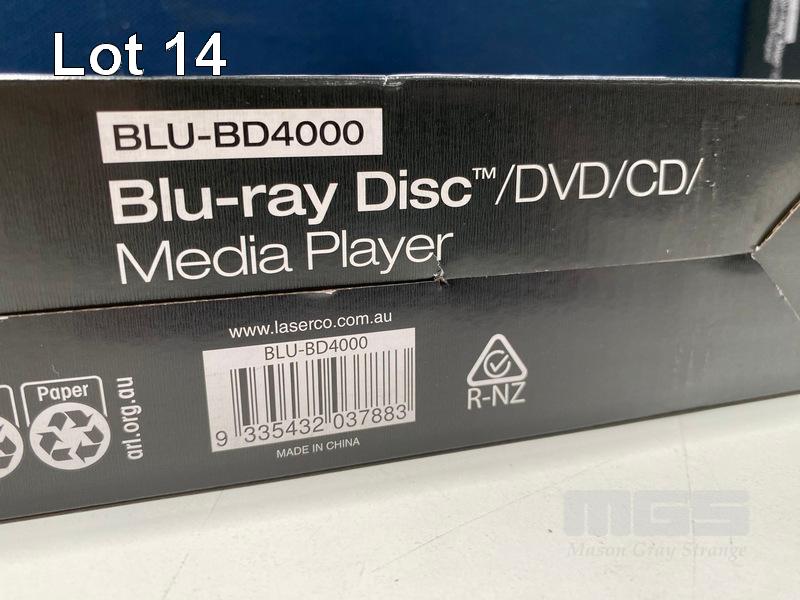 Lot 14
BLU-BD4000
Blu-ray Disc™/DVD/CD/
Media Player
www.laserco.com.au
BLU-BD4000
9 335432 037883
MADE IN CHINA
R-NZ
Paper
arl.org.au
MGS
Mason Gray Strange